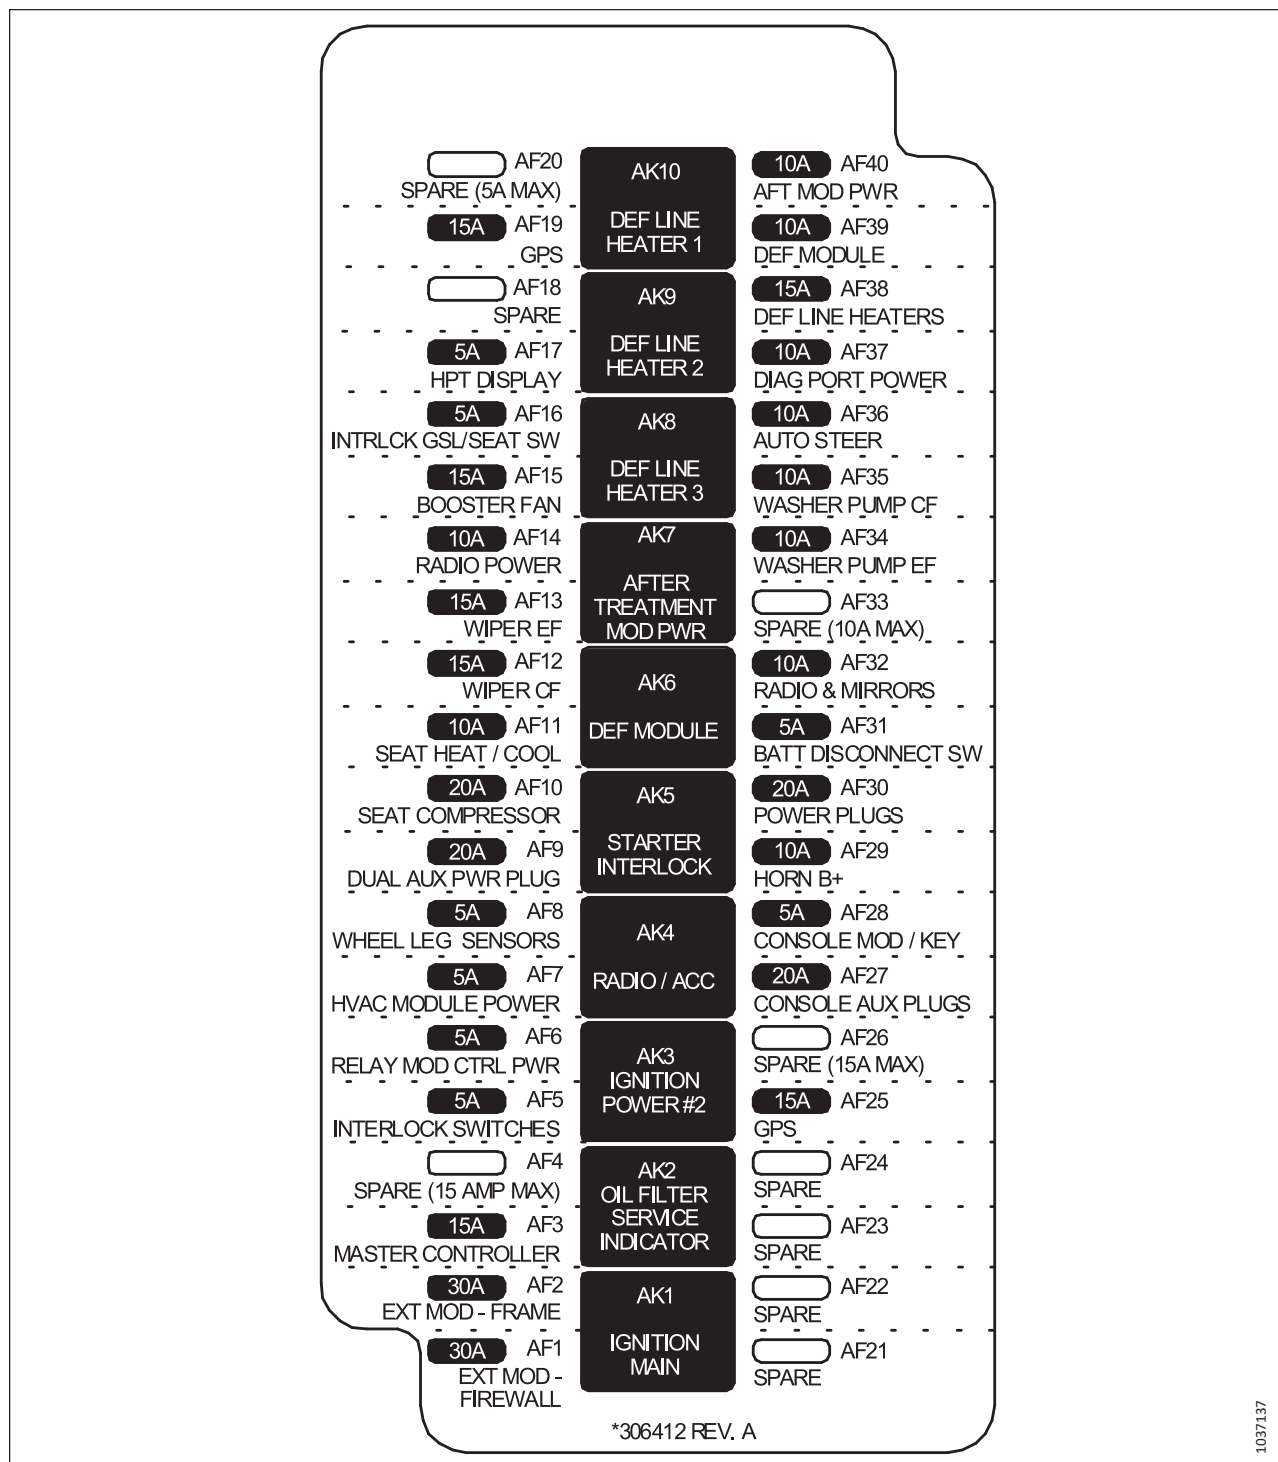 AF20
SPARE (5A MAX)
15A AF19
GPS
AF18
SPARE
5A AF17
HPT DISPLAY
5A AF16
INTRLCK GSL/SEAT SW
15A AF15
BOOSTER FAN
10A AF14
RADIO POWER
15A AF13
WIPER EF
15A AF12
WIPER CF
10A AF11
SEAT HEAT / COOL
20A AF10
SEAT COMPRESSOR
20A AF9
DUAL AUX PWR PLUG
5A AF8
WHEEL LEG SENSORS
5A AF7
HVAC MODULE POWER
5A AF6
RELAY MOD CTRL PWR
5A AF5
INTERLOCK SWITCHES
AF4
SPARE (15 AMP MAX)
15A AF3
MASTER CONTROLLER
30A AF2
EXT MOD - FRAME
30A AF1
EXT MOD -
FIREWALL
AK10
DEF LINE
HEATER 1
AK9
DEF LINE
HEATER 2
AK8
DEF LINE
HEATER 3
AK7
AFTER
TREATMENT
MOD PWR
AK6
DEF MODULE
AK5
STARTER
INTERLOCK
AK4
RADIO / ACC
AK3
IGNITION
POWER #2
AK2
OIL FILTER
SERVICE
INDICATOR
AK1
IGNITION
MAIN
10A AF40
AFT MOD PWR
10A AF39
DEF MODULE
15A AF38
DEF LINE HEATERS
10A AF37
DIAG PORT POWER
10A AF36
AUTO STEER
10A AF35
WASHER PUMP CF
10A AF34
WASHER PUMP EF
AF33
SPARE (10A MAX)
10A AF32
RADIO & MIRRORS
5A AF31
BATT DISCONNECT SW
20A AF30
POWER PLUGS
10A AF29
HORN B+
5A AF28
CONSOLE MOD / KEY
20A AF27
CONSOLE AUX PLUGS
AF26
SPARE (15A MAX)
15A AF25
GPS
AF24
SPARE
AF23
SPARE
AF22
SPARE
AF21
SPARE
*306412 REV. A
1037137